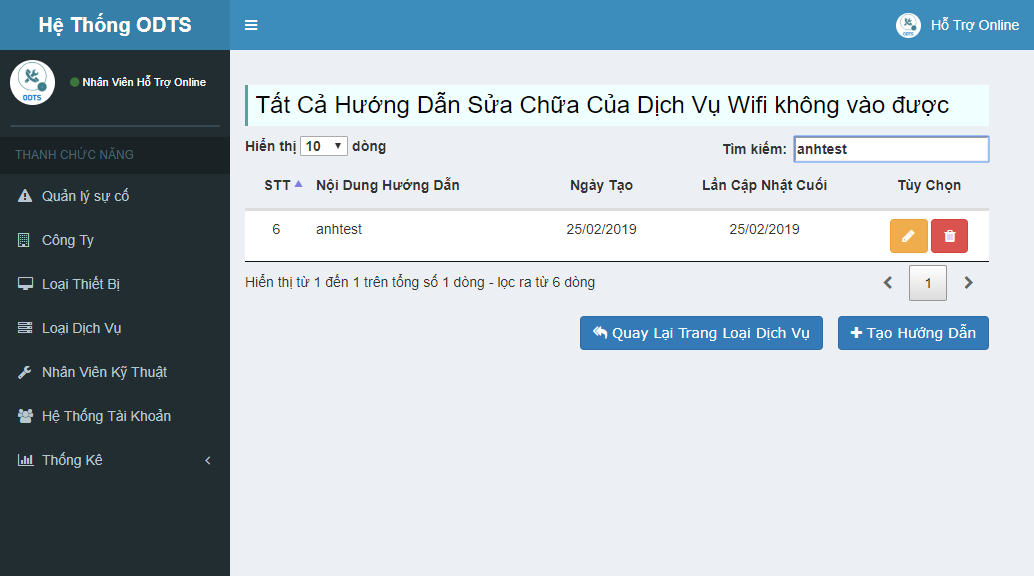 Hệ Thống ODTS
Hỗ Trợ Online
ODTS
ODTS
Nhân Viên Hỗ Trợ Online
THANH CHỨC NĂNG
Quản lý sự cố
Công Ty
Loại Thiết Bị
Loại Dịch Vụ
Nhân Viên Kỹ Thuật
Hệ Thống Tài Khoản
Thống Kê
Tất Cả Hướng Dẫn Sửa Chữa Của Dịch Vụ Wifi không vào được
Hiển thị 10 dòng
Tìm kiếm: anhtest
STT Nội Dung Hướng Dẫn Ngày Tạo Lần Cập Nhật Cuối Tùy Chọn
6 anhtest 25/02/2019 25/02/2019
Hiển thị từ 1 đến 1 trên tổng số 1 dòng - lọc ra từ 6 dòng
1
Quay Lại Trang Loại Dịch Vụ
Tạo Hướng Dẫn